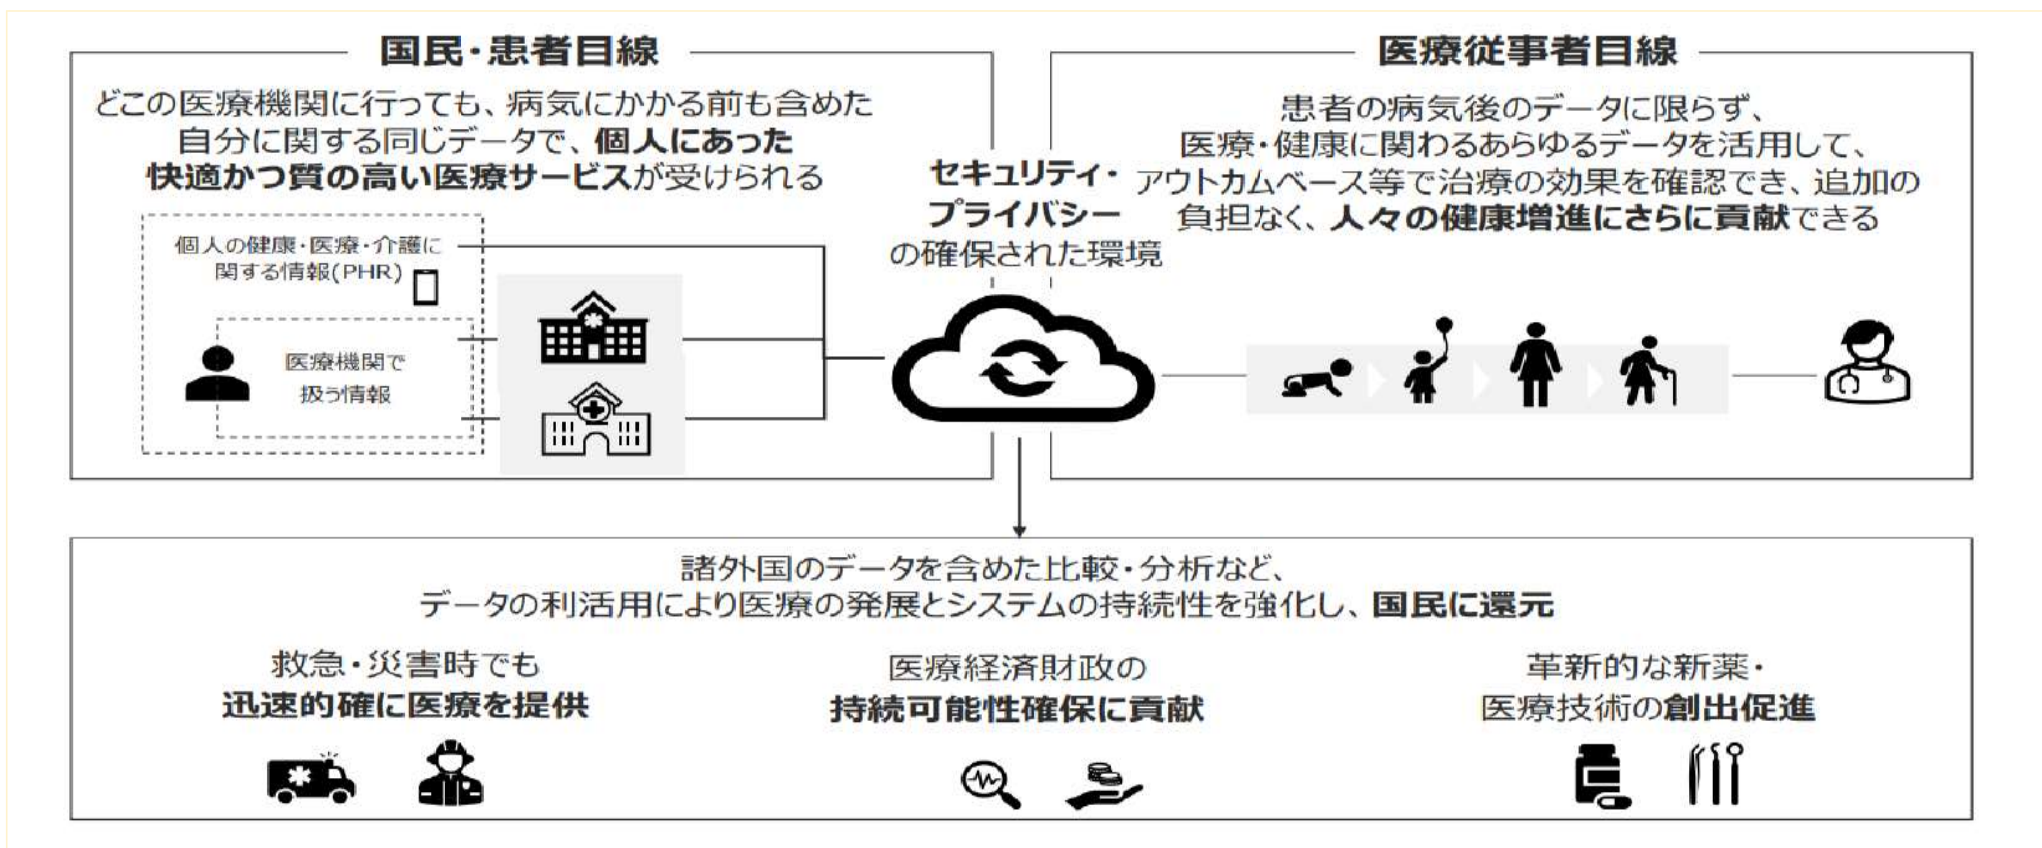 国民・患者目線
どこの医療機関に行っても、病気にかかる前も含めた
自分に関する同じデータで、個人にあった
快適かつ質の高い医療サービスが受けられる
個人の健康・医療・介護に
関する情報(PHR)
医療機関で
扱う情報
セキュリティ・
プライバシー
の確保された環境
医療従事者目線
患者の病気後のデータに限らず、
医療・健康に関わるあらゆるデータを活用して、
アウトカムベース等で治療の効果を確認でき、追加の
負担なく、人々の健康増進にさらに貢献できる
諸外国のデータを含めた比較・分析など、
データの利活用により医療の発展とシステムの持続性を強化し、国民に還元
救急・災害時でも
迅速的確に医療を提供
医療経済財政の
持続可能性確保に貢献
革新的な新薬・
医療技術の創出促進